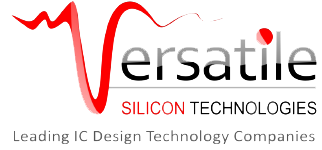 Versatile
SILICON TECHNOLOGIES
Leading IC Design Technology Companies